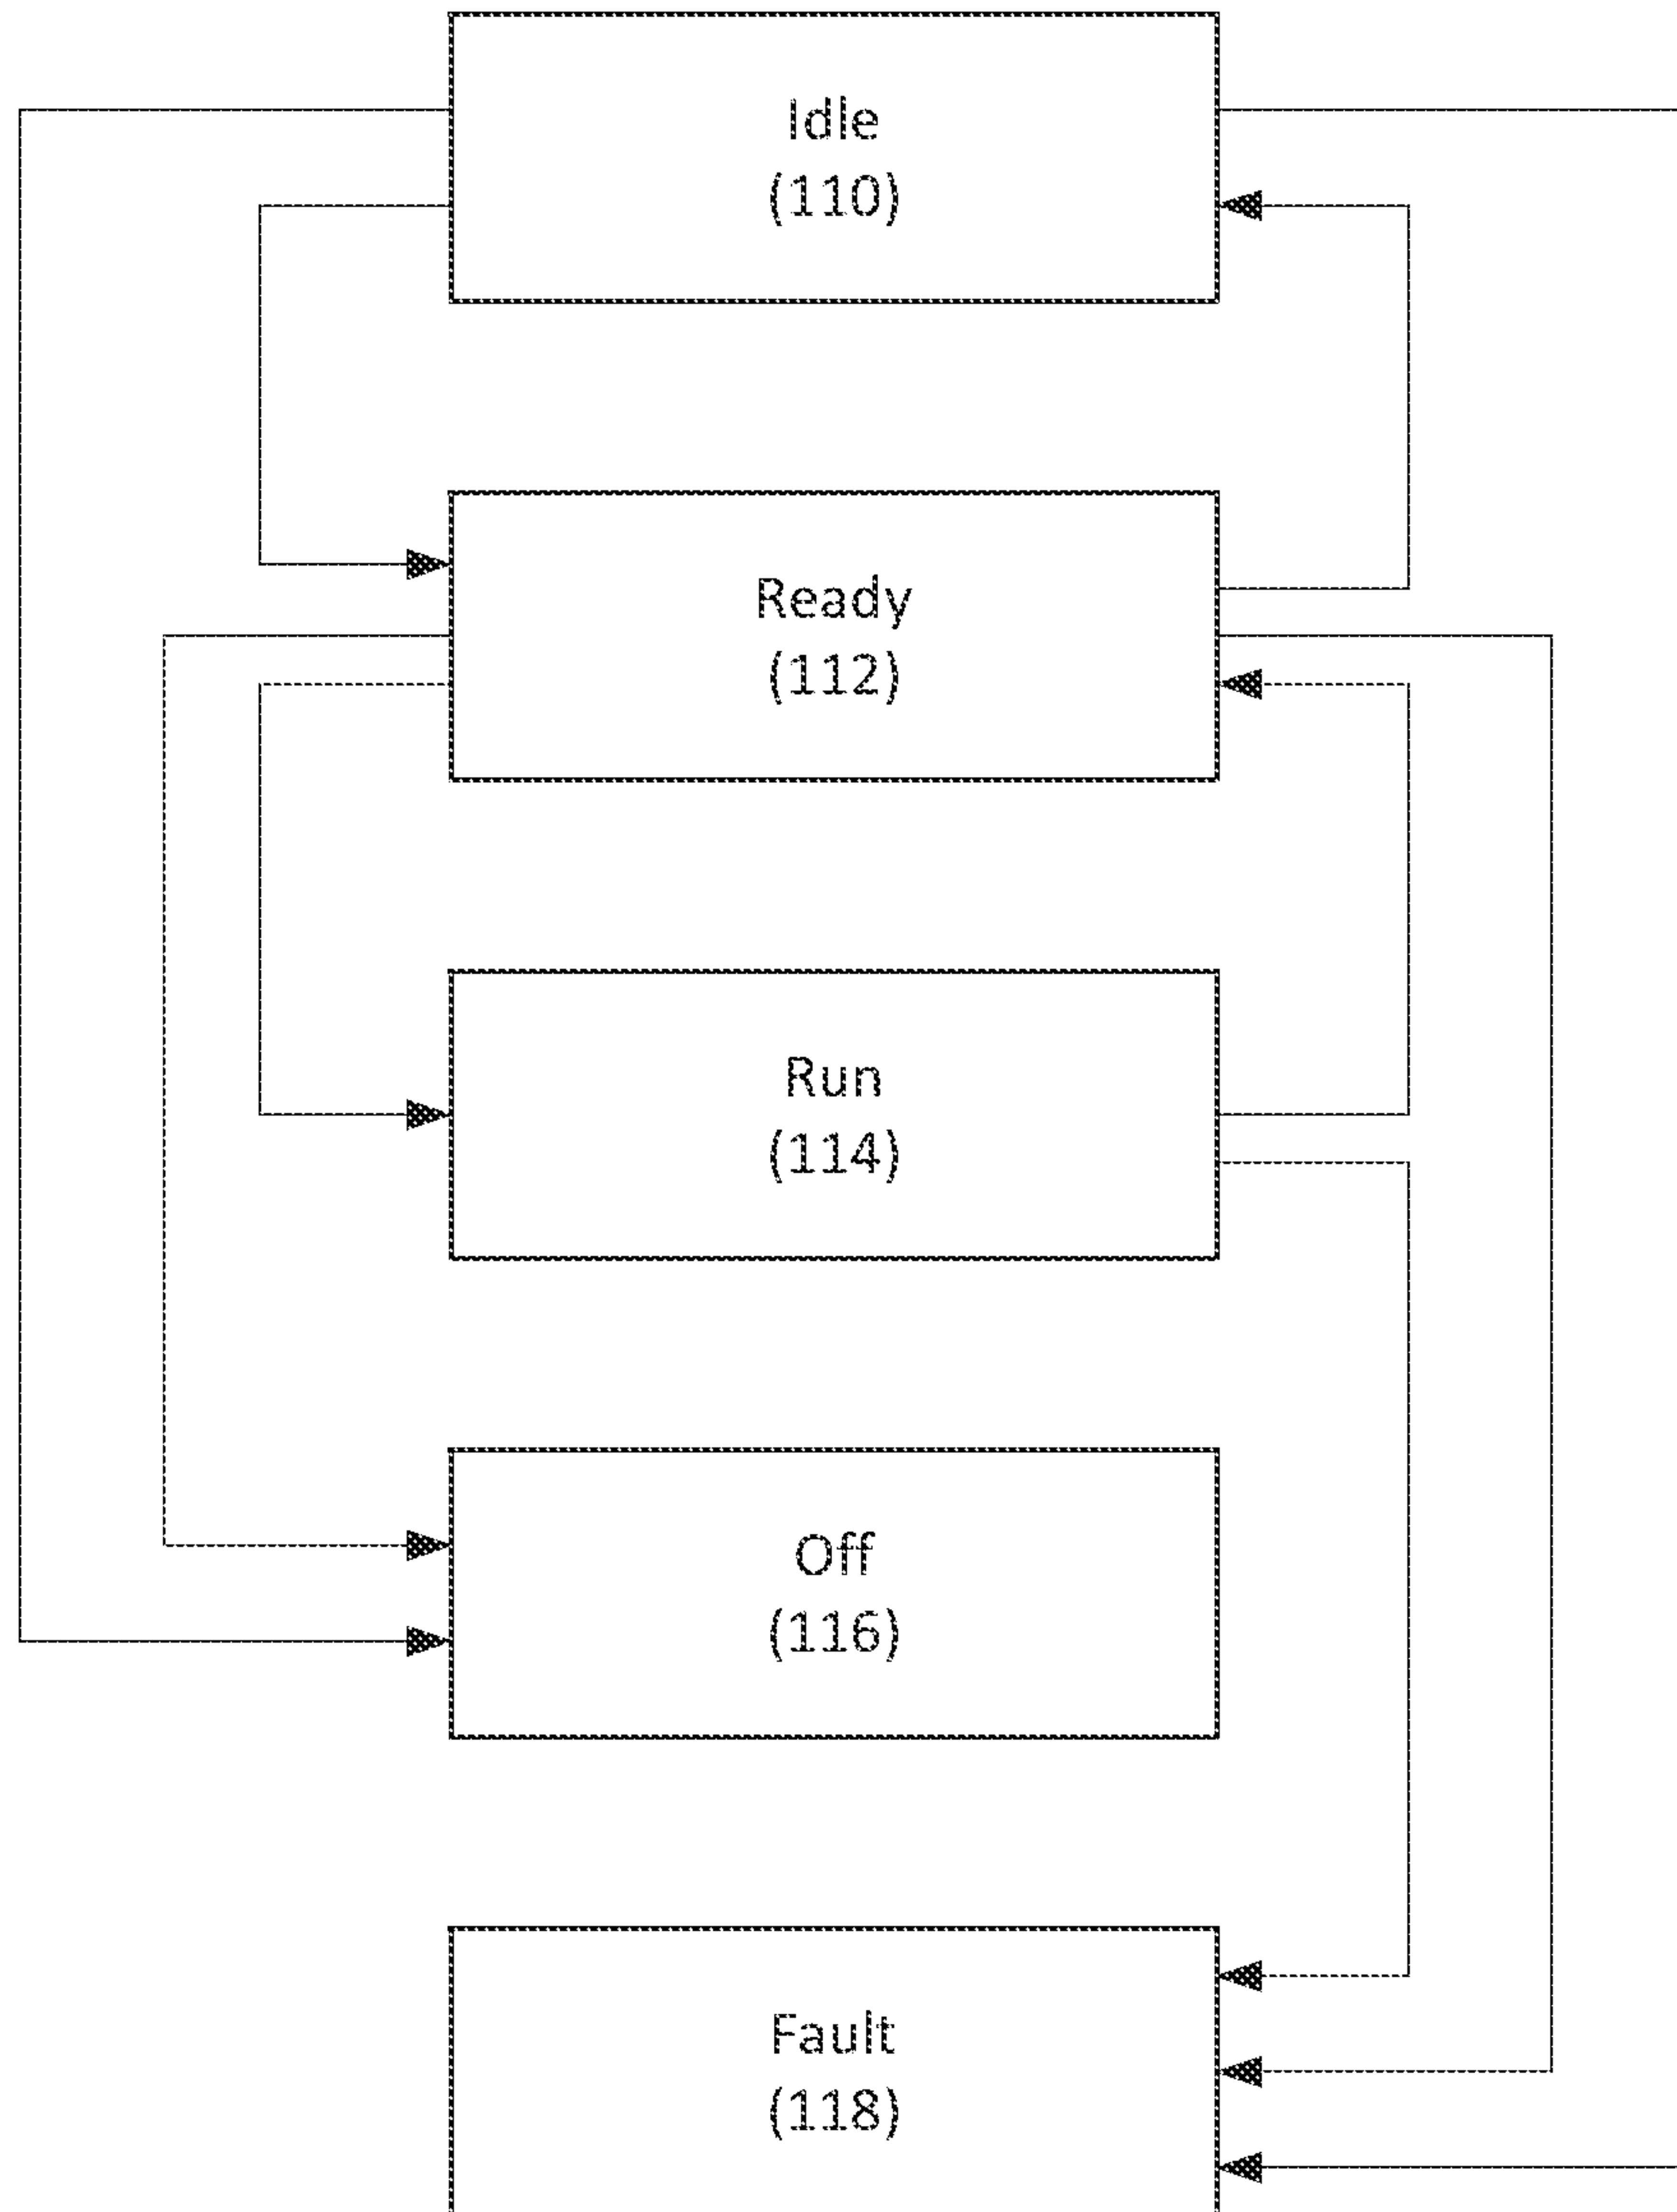 Idle
(110)
Ready
(112)
Run
(114)
Off
(116)
Fault
(118)